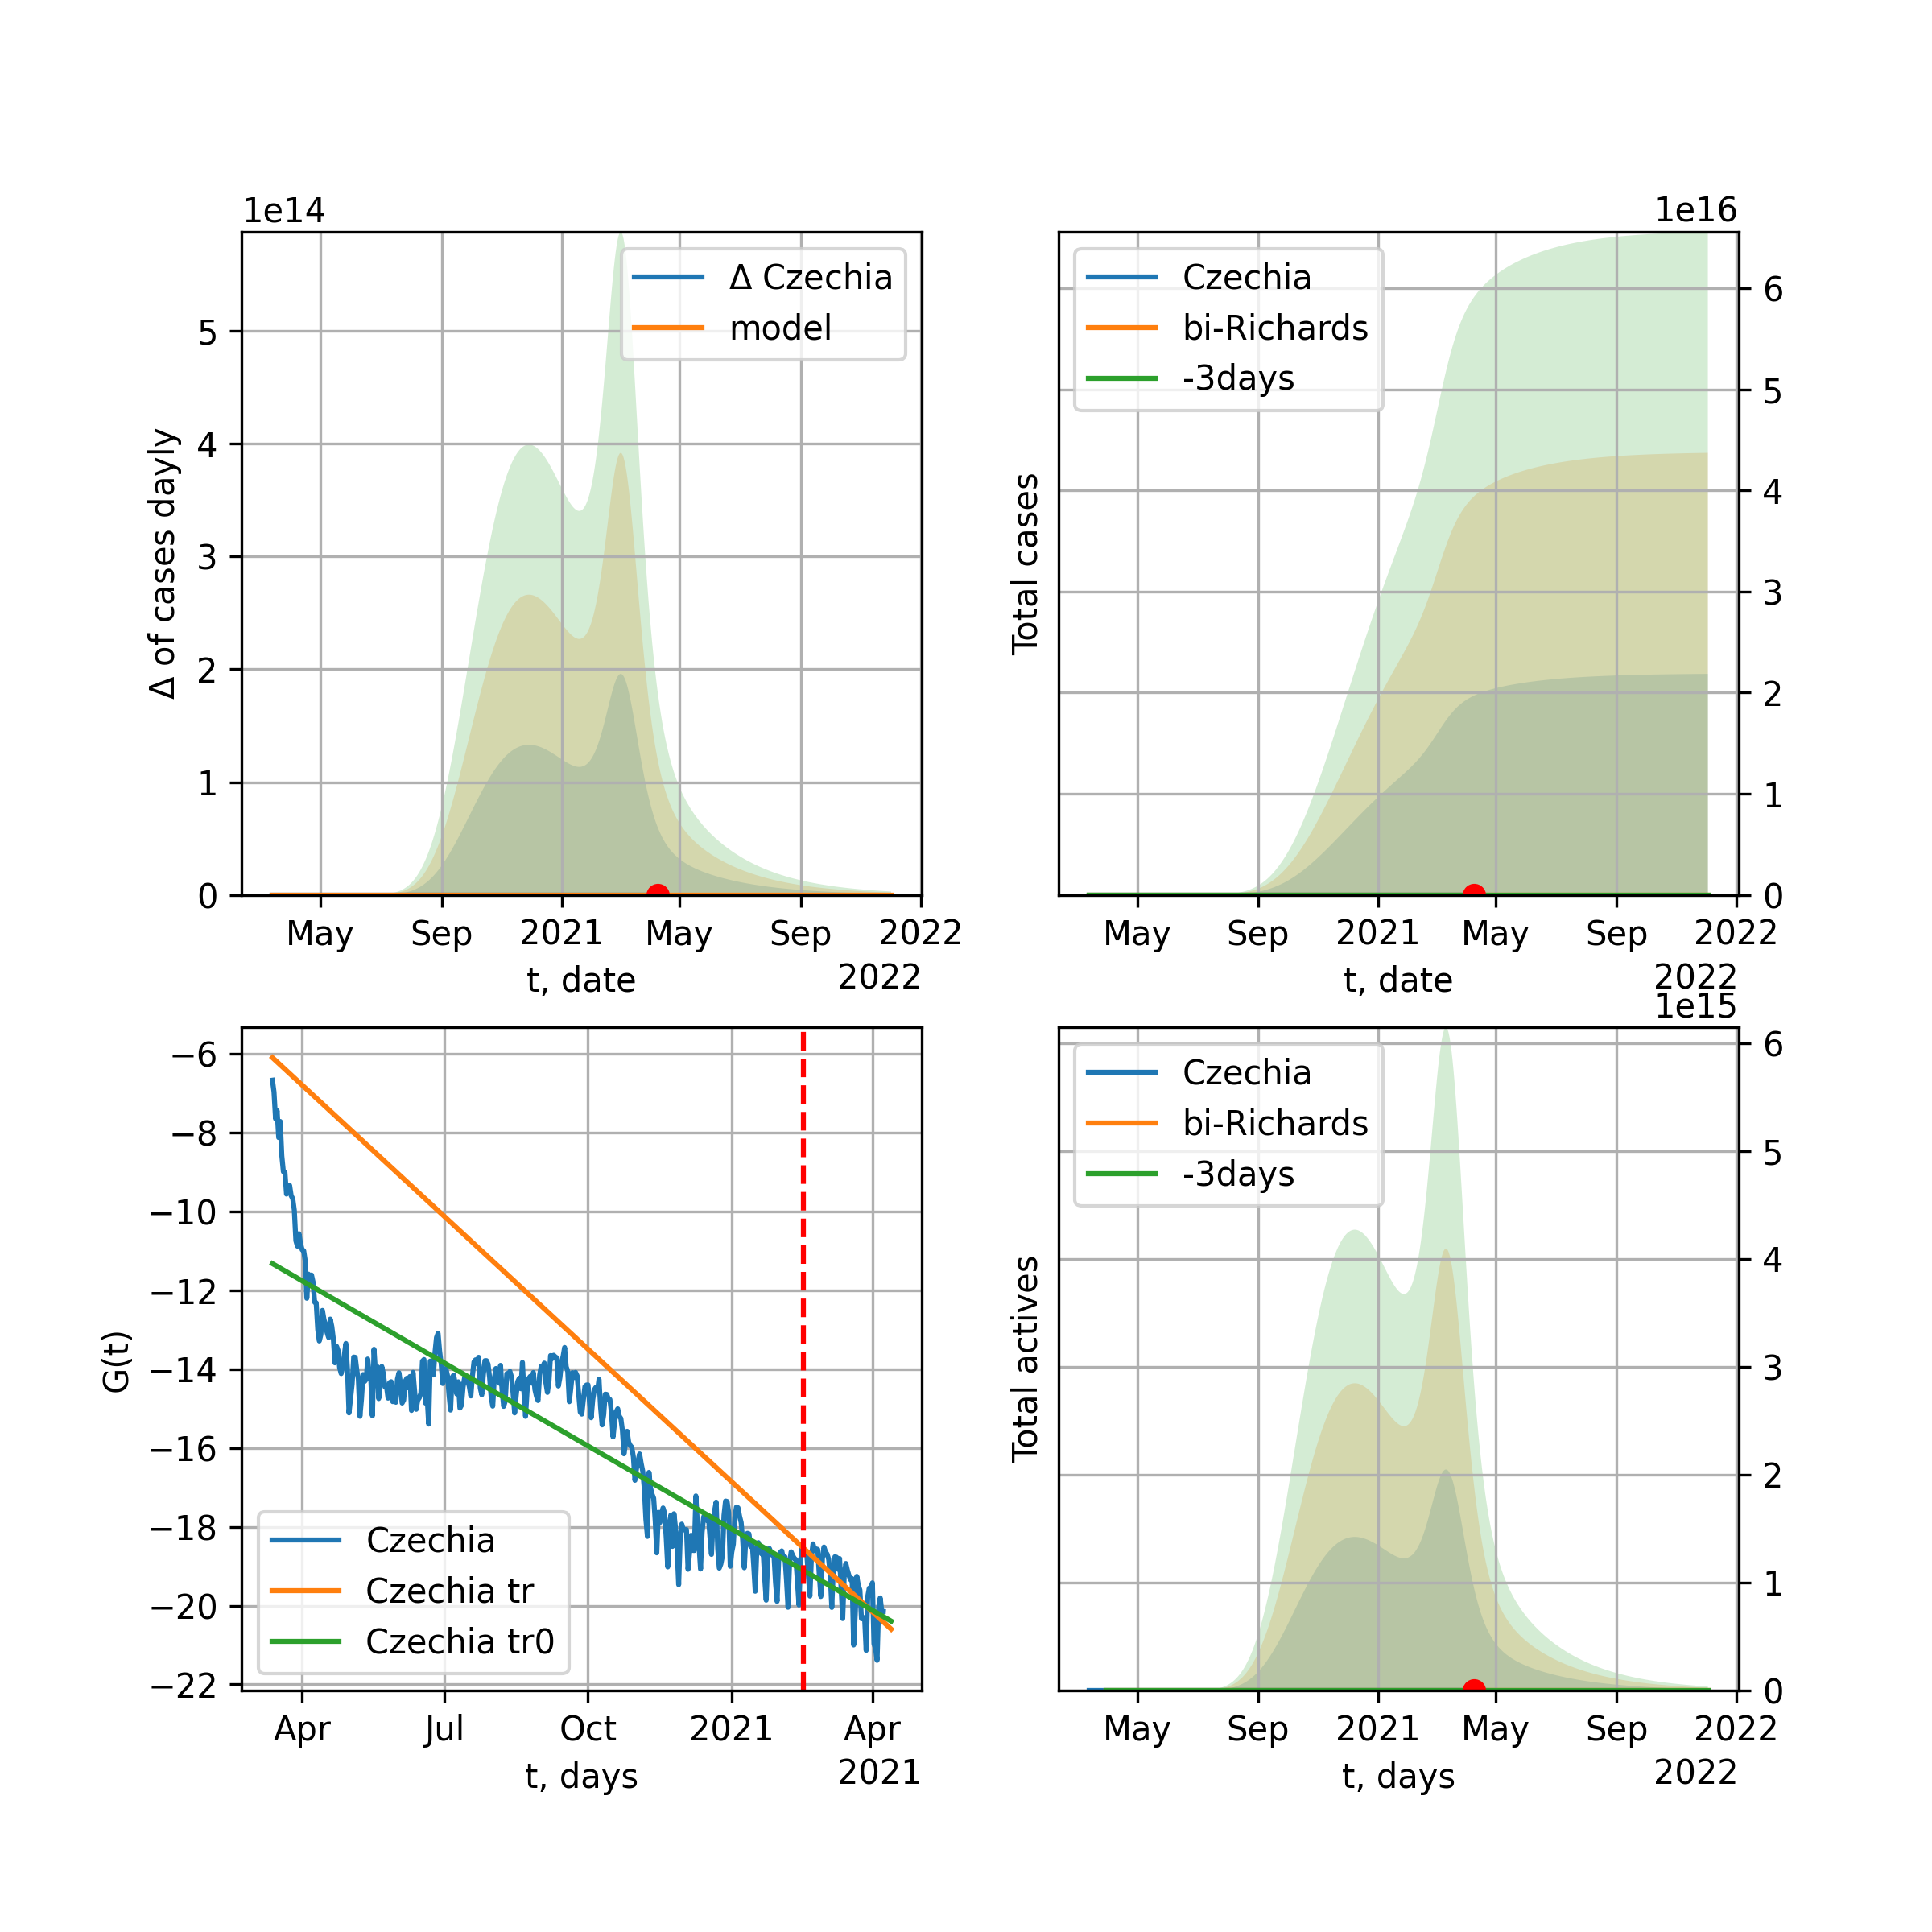 1e14
Δ of cases dayly
5
4
3
2
1
0
Δ Czechia
model
May Sep 2021 May Sep 2022
t, date
2022
1e16
Total cases
Czechia
bi-Richards
-3days
6
5
4
3
2
1
0
May Sep 2021 May Sep 2022
t, date
2022
G(t)
−6
−8
−10
−12
−14
−16
−18
−20
−22
Czechia
Czechia tr
Czechia tr0
Apr Jul Oct 2021 Apr
t, days
2021
1e15
Total actives
Czechia
bi-Richards
-3days
6
5
4
3
2
1
0
May Sep 2021 May Sep 2022
t, days
2022